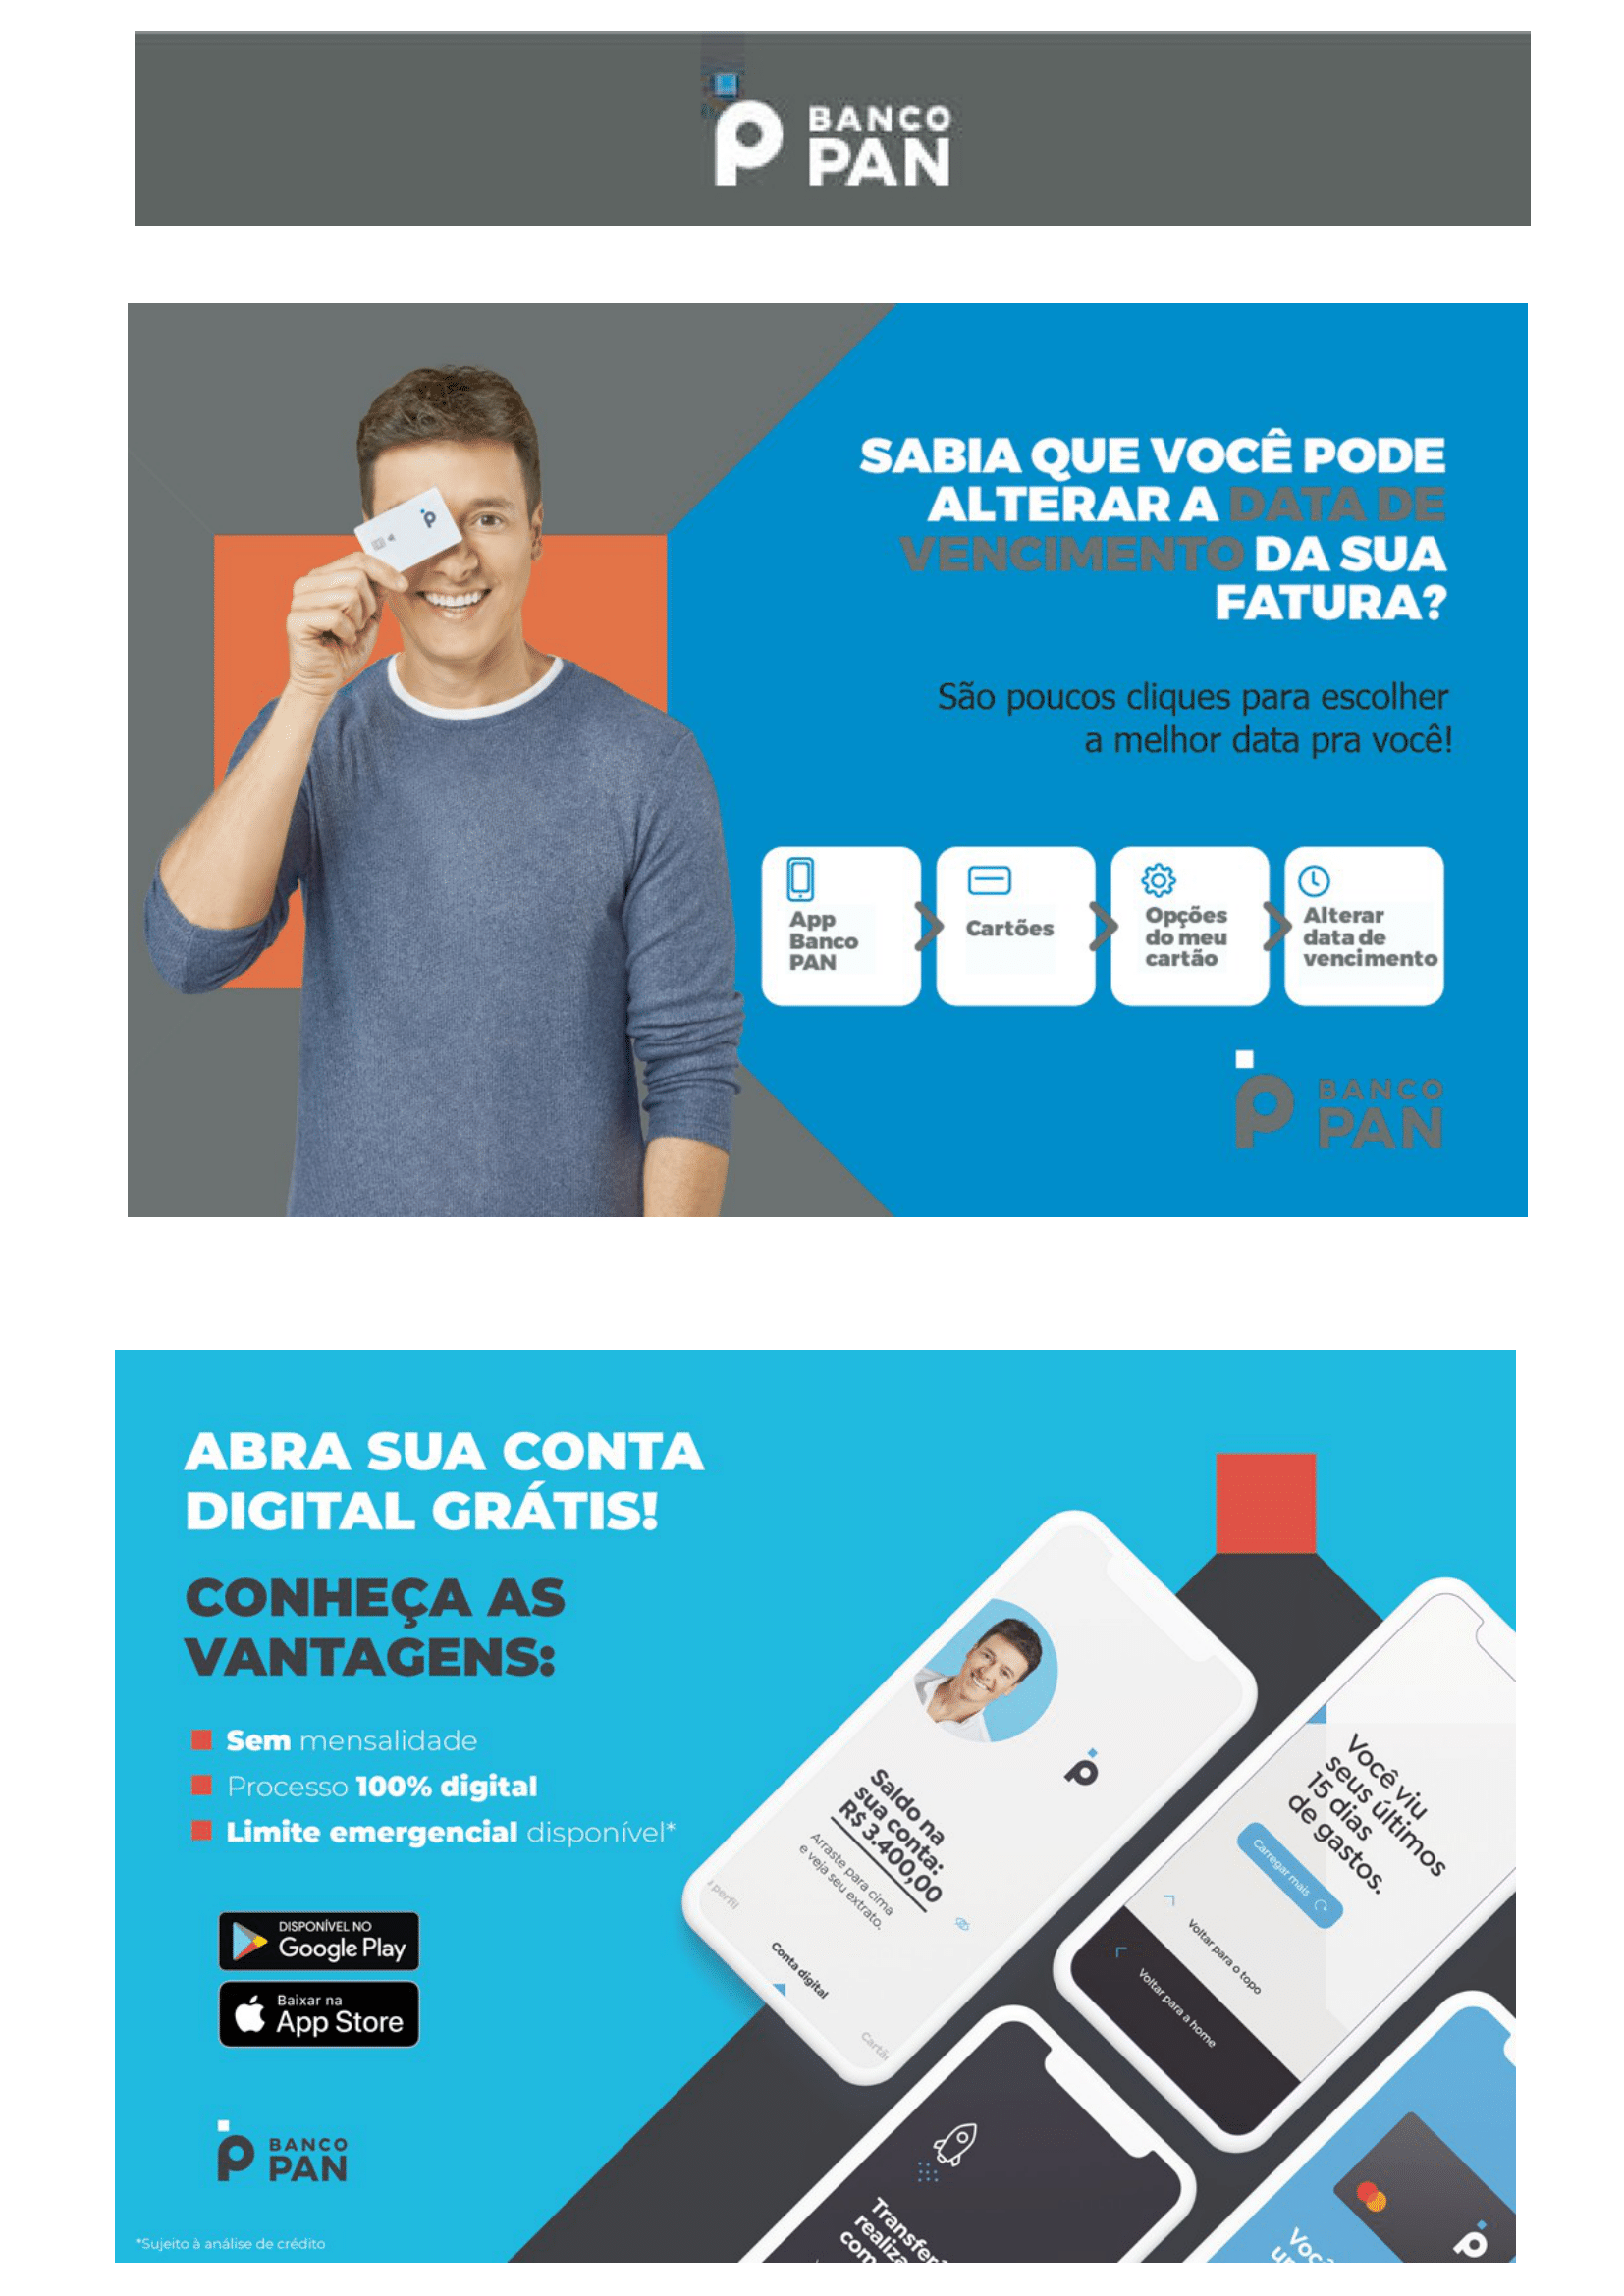 BANCO
PAN
SABIA QUE VOCÊ PODE
ALTERAR A DATA DE
VENCIMENTO DA SUA
FATURA?
São poucos cliques para escolher
a melhor data pra você!
App
Banco
PAN
Cartões
Opções
do meu
cartão
Alterar
data de
vencimento
BANCO
PAN
ABRA SUA CONTA
DIGITAL GRÁTIS!
CONHEÇA AS
VANTAGENS:
Sem mensalidade
Processo 100% digital
Limite emergencial disponível*
DISPONÍVEL NO
Google Play
Baixar na
App Store
BANCO
PAN
*Sujeito à análise de crédito
Saldo na
sua conta:
R$ 3.400,00
Arraste para cima
e veja seu extrato.
perfil
Conta digital
Você viu
seus últimos
15 dias
de gastos.
Carregar mais
Voltar para o topo
Voltar para a home